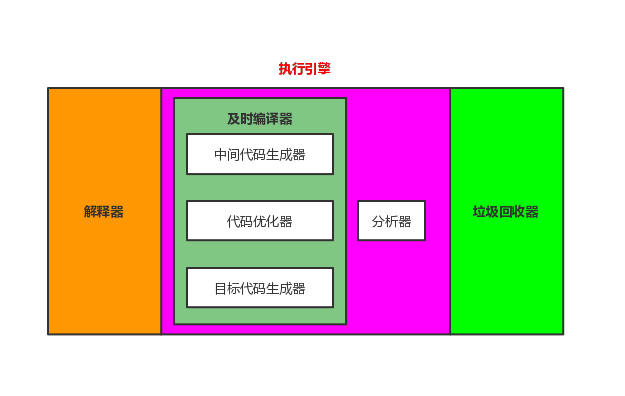 执行引擎
解释器
及时编译器
中间代码生成器
代码优化器
目标代码生成器
分析器
垃圾回收器